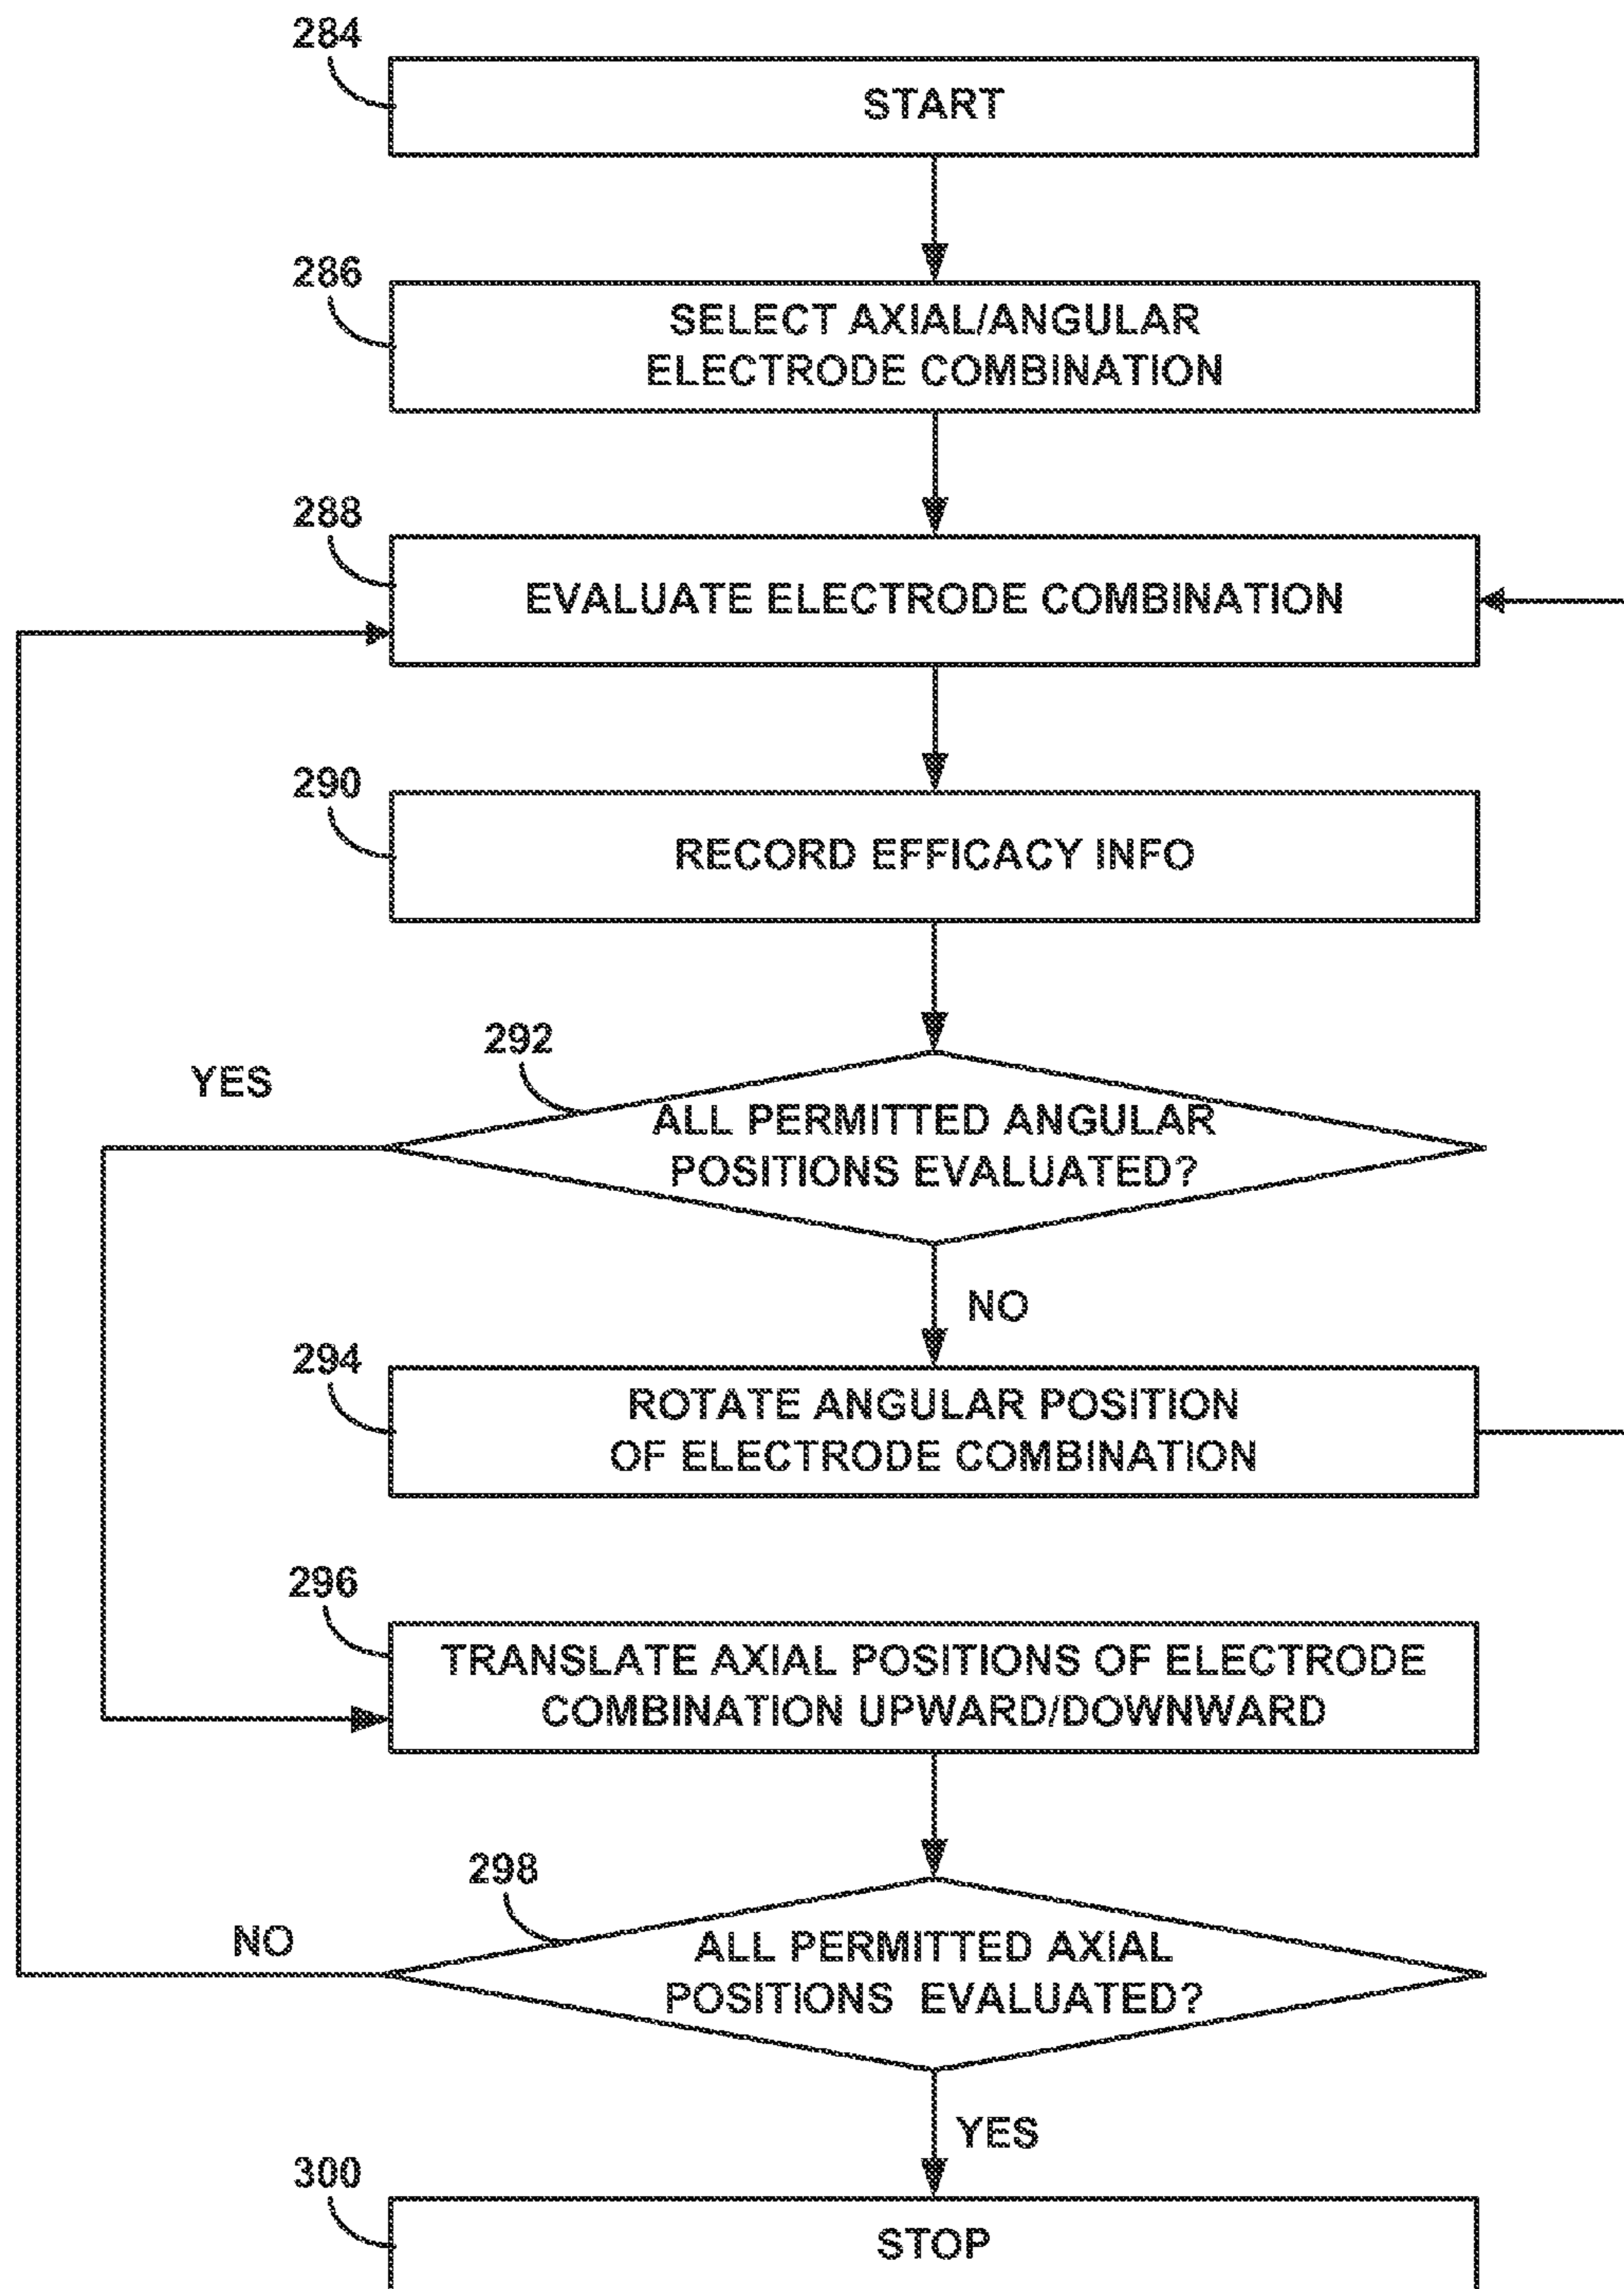 284
START
286
SELECT AXIAL/ANGULAR
ELECTRODE COMBINATION
288
EVALUATE ELECTRODE COMBINATION
290
RECORD EFFICACY INFO
292
YES
ALL PERMITTED ANGULAR
POSITIONS EVALUATED?
NO
294
ROTATE ANGULAR POSITION
OF ELECTRODE COMBINATION
296
TRANSLATE AXIAL POSITIONS OF ELECTRODE
COMBINATION UPWARD/DOWNWARD
298
NO
ALL PERMITTED AXIAL
POSITIONS EVALUATED?
YES
300
STOP